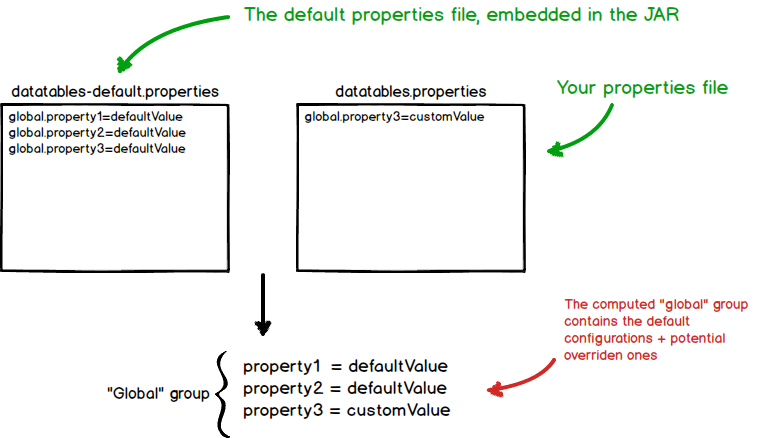 The default properties file, embedded in the JAR
datatables-default.properties
datatables.properties
Your properties file
global.property1=defaultValue
global.property2=defaultValue
global.property3=defaultValue
global.property3=customValue
The computed "global" group
contains the default
configurations + potential
overriden ones
"Global" group
property1 = defaultValue
property2 = defaultValue
property3 = customValue